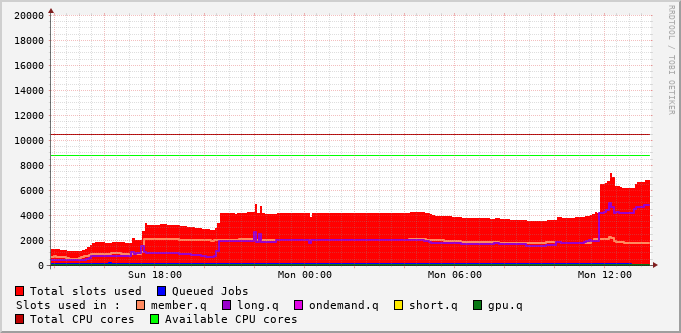 20000
18000
16000
14000
12000
10000
8000
6000
4000
2000
0
Sun 18:00 Mon 00:00 Mon 06:00 Mon 12:00
Total slots used Queued Jobs
Slots used in : member.q long.q ondemand.q short.q gpu.q
Total CPU cores Available CPU cores
RRDTOOL / TOBI OETIKER